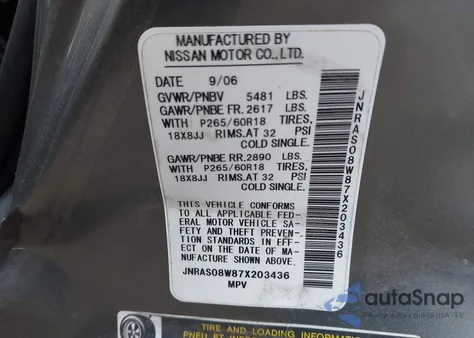 MANUFACTURED BY
NISSAN MOTOR CO., LTD.
DATE 9/06
GVWR/PNBV 5481 LBS.
GAWR/PNBE FR. 2617 LBS.
WITH P265/60R18 TIRES,
18X8JJ RIMS. AT 32 PSI
COLD SINGLE.
GAWR/PNBE RR. 2890 LBS.
WITH P265/60R18 TIRES,
18X8JJ RIMS. AT 32 PSI
COLD SINGLE.
THIS VEHICLE CONFORMS
TO ALL APPLICABLE FED-
ERAL MOTOR VEHICLE SA-
FETY AND THEFT PREVEN-
TION STANDARDS IN EFF-
ECT ON THE DATE OF MA-
NUFACTURE SHOWN ABOVE.
JNRAS08W87X203436
MPV
JNRAS08W87X203436
autoSnap
TIRE AND LOADING INFORMATION